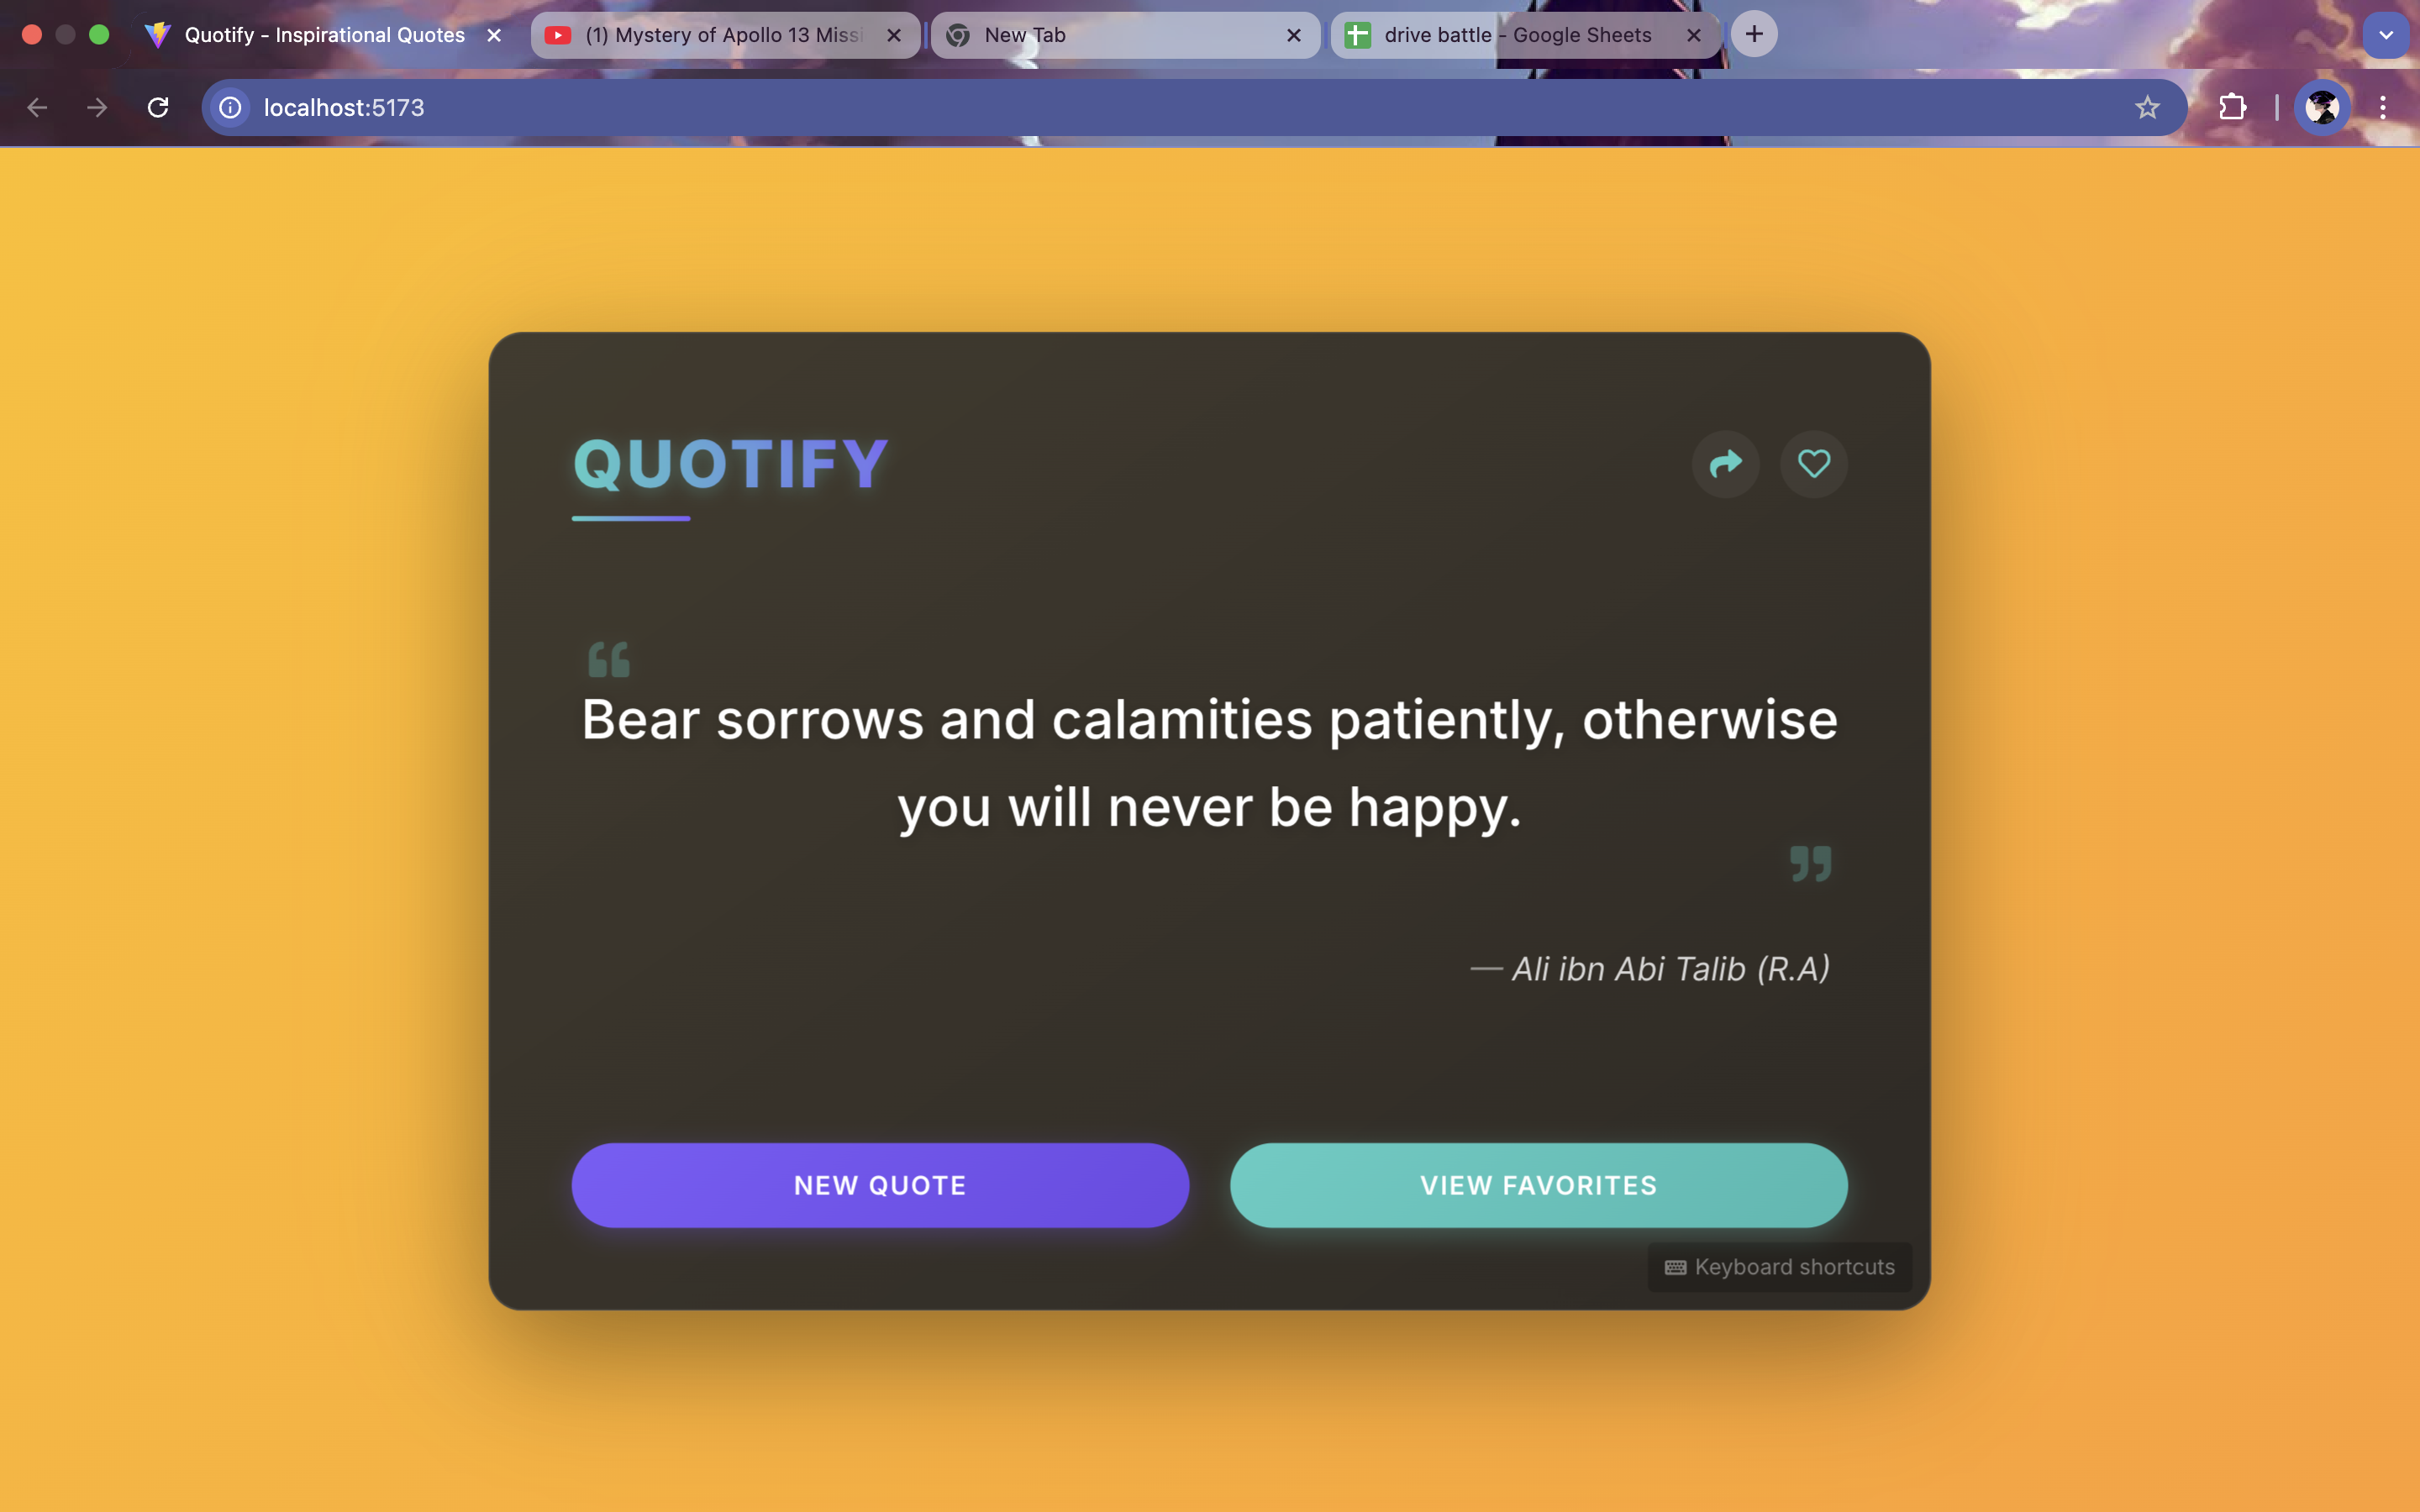 Quotify - Inspirational Quotes
(1) Mystery of Apollo 13 Missi
New Tab
drive battle - Google Sheets
localhost:5173
QUOTIFY
“
Bear sorrows and calamities patiently, otherwise
you will never be happy.
”
— Ali ibn Abi Talib (R.A)
NEW QUOTE
VIEW FAVORITES
Keyboard shortcuts